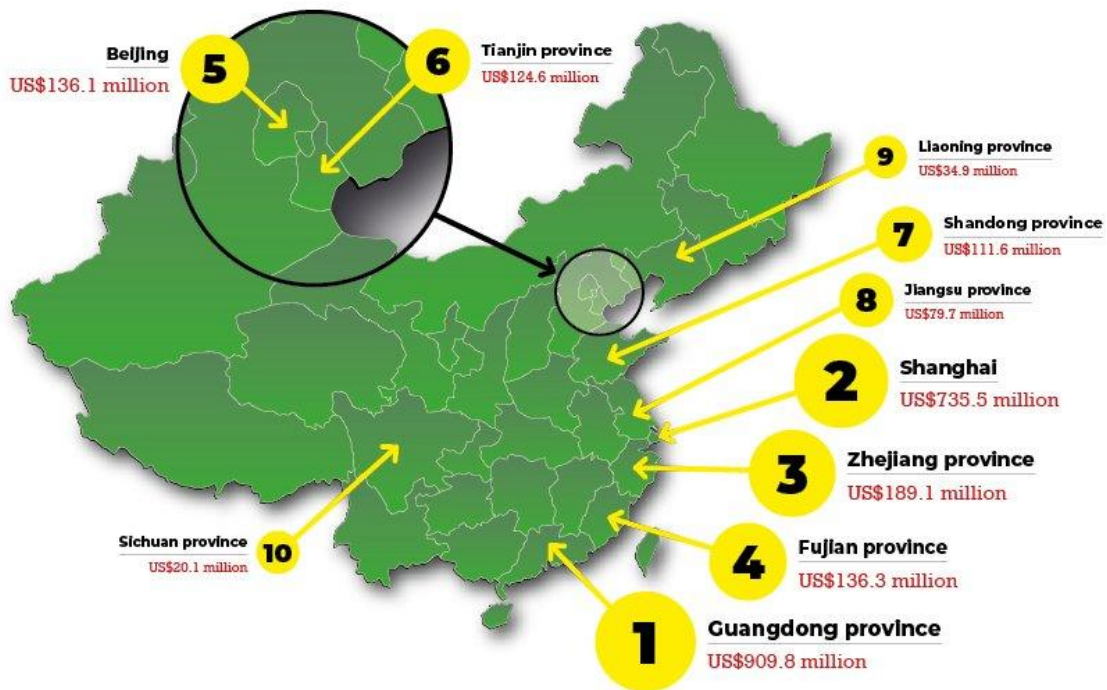 Beijing
US$136.1 million
5
6
Tianjin province
US$124.6 million
9
Liaoning province
US$34.9 million
7
Shandong province
US$111.6 million
8
Jiangsu province
US$79.7 million
2
Shanghai
US$735.5 million
3
Zhejiang province
US$189.1 million
Sichuan province
US$20.1 million
10
4
Fujian province
US$136.3 million
1
Guangdong province
US$909.8 million